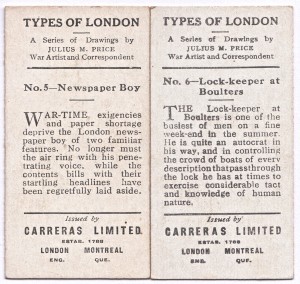 TYPES OF LONDON
A Series of Drawings by
JULIUS M. PRICE
War Artist and Correspondent
No. 5—Newspaper Boy
WAR-TIME exigencies
and paper shortage
deprive the London news-
paper boy of two familiar
features. No longer must
the air ring with his pene-
trating voice, while the
contents bills with their
startling headlines have
been regretfully laid aside.
Issued by
CARRERAS LIMITED
ESTAB. 1788
LONDON MONTREAL
ENG. QUE.
TYPES OF LONDON
A Series of Drawings by
JULIUS M. PRICE
War Artist and Correspondent
No. 6—Lock-keeper at
Boulters
THE Lock-keeper at
Boulters is one of the
busiest of men on a fine
week-end in the summer.
He is quite an autocrat in
his way, and in controlling
the crowd of boats of every
description that pass through
the lock he has at times to
exercise considerable tact
and knowledge of human
nature.
Issued by
CARRERAS LIMITED
ESTAB. 1788
LONDON MONTREAL
ENG. QUE.